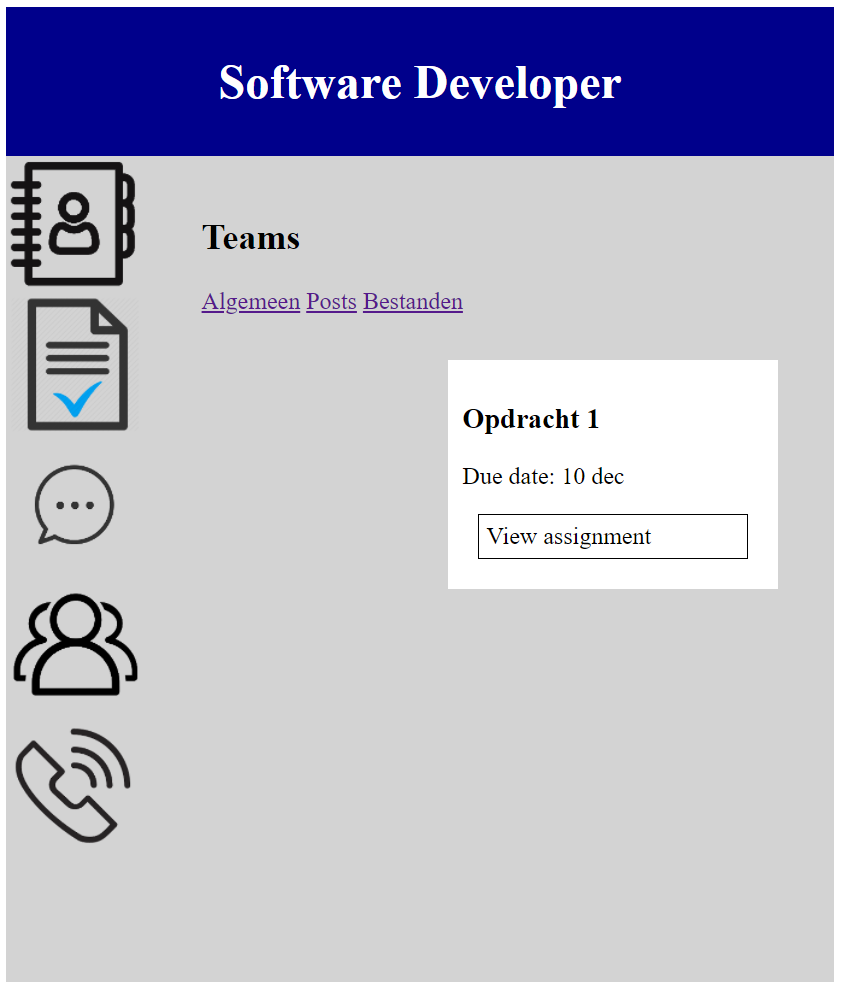 Software Developer
Teams
Algemeen Posts Bestanden
Opdracht 1
Due date: 10 dec
View assignment